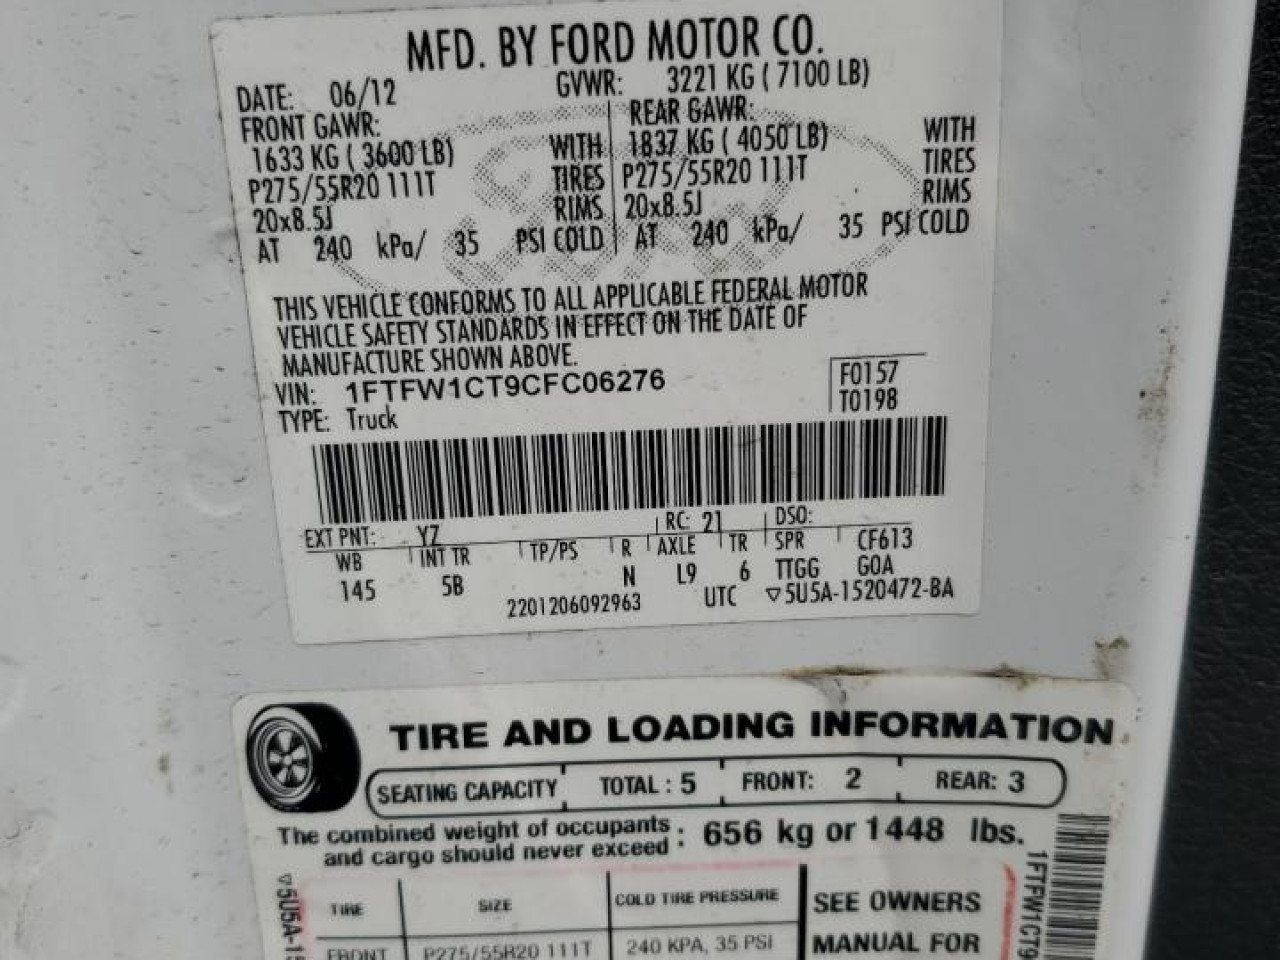 MFD. BY FORD MOTOR CO.
DATE: 06/12 GVWR: 3221 KG ( 7100 LB)
FRONT GAWR: REAR GAWR:
1633 KG ( 3600 LB) WITH 1837 KG ( 4050 LB) WITH
P275/55R20 111T TIRES P275/55R20 111T TIRES
20x8.5J RIMS 20x8.5J RIMS
AT 240 kPa/ 35 PSI COLD AT 240 kPa/ 35 PSI COLD
THIS VEHICLE CONFORMS TO ALL APPLICABLE FEDERAL MOTOR
VEHICLE SAFETY STANDARDS IN EFFECT ON THE DATE OF
MANUFACTURE SHOWN ABOVE.
VIN: 1FTFW1CT9CFC06276 F0157
TYPE: Truck T0198
EXT PNT: YZ RC: 21 DSO:
WB INT TR TP/PS R AXLE TR SPR CF613
145 5B N L9 6 TTGG G0A
2201206092963 UTC ▽5U5A-1520472-BA
TIRE AND LOADING INFORMATION
SEATING CAPACITY TOTAL : 5 FRONT: 2 REAR: 3
The combined weight of occupants
and cargo should never exceed : 656 kg or 1448 lbs.
TIRE SIZE COLD TIRE PRESSURE SEE OWNERS
FRONT P275/55R20 111T 240 KPA, 35 PSI MANUAL FOR
▽5U5A-15
1FTFW1CT9